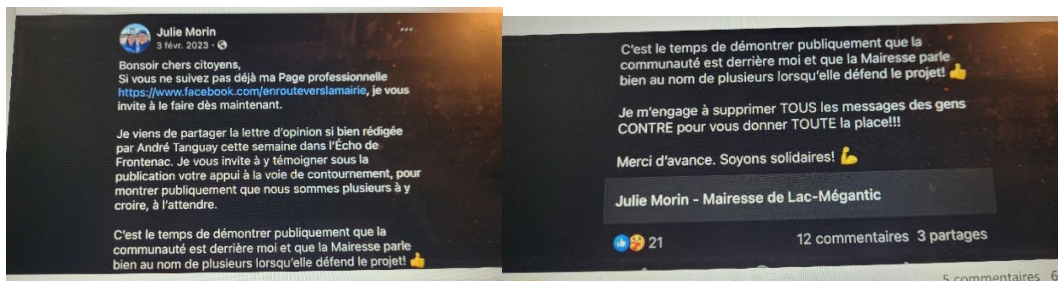 Julie Morin
3 févr. 2023 ·
Bonsoir chers citoyens,
Si vous ne suivez pas déjà ma Page professionnelle
https://www.facebook.com/enrouteverslamairie, je vous
invite à le faire dès maintenant.
Je viens de partager la lettre d'opinion si bien rédigée
par André Tanguay cette semaine dans l'Écho de
Frontenac. Je vous invite à y témoigner sous la
publication votre appui à la voie de contournement, pour
montrer publiquement que nous sommes plusieurs à y
croire, à l'attendre.
C'est le temps de démontrer publiquement que la
communauté est derrière moi et que la Mairesse parle
bien au nom de plusieurs lorsqu'elle défend le projet! 👍
C'est le temps de démontrer publiquement que la
communauté est derrière moi et que la Mairesse parle
bien au nom de plusieurs lorsqu'elle défend le projet! 👍
Je m'engage à supprimer TOUS les messages des gens
CONTRE pour vous donner TOUTE la place!!!
Merci d'avance. Soyons solidaires! 💪
Julie Morin - Mairesse de Lac-Mégantic
21 12 commentaires 3 partages
5 commentaires 6